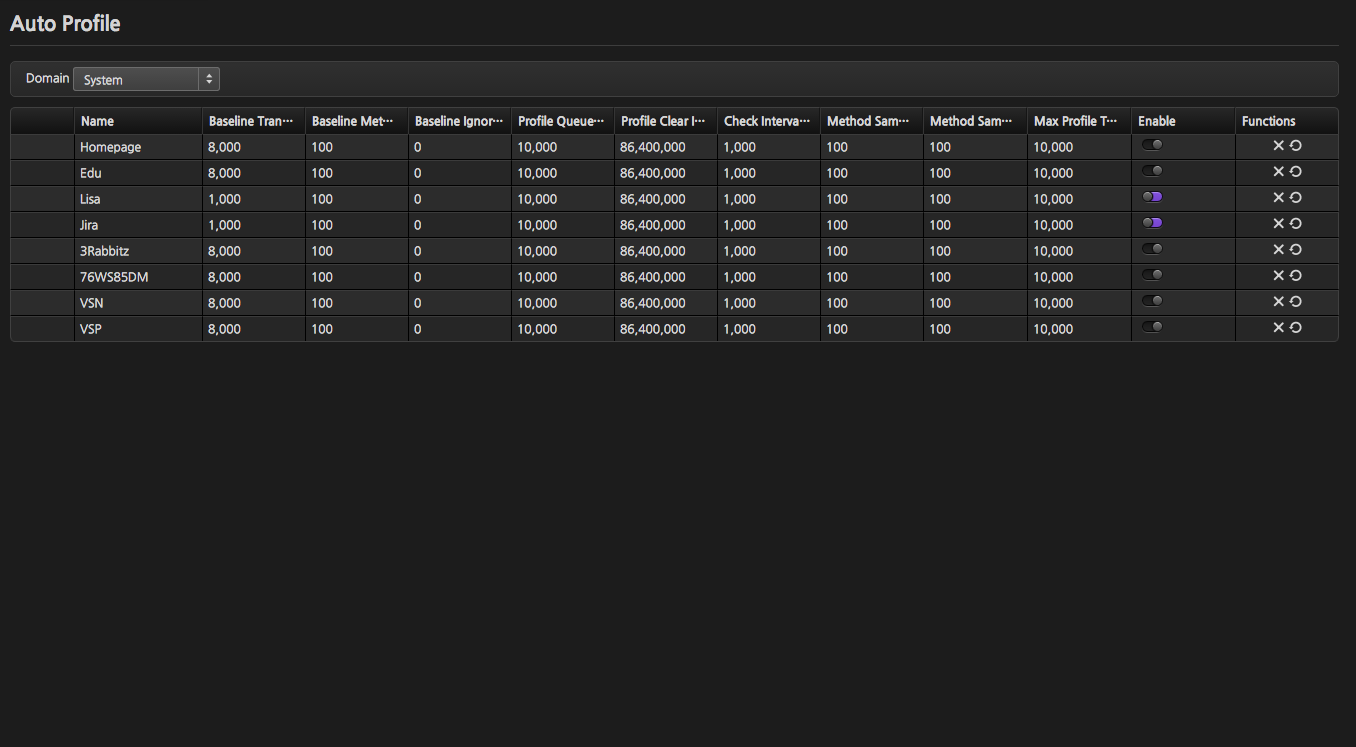 Auto Profile
Domain System
Name Baseline Tran··· Baseline Met··· Baseline Ignor··· Profile Queue··· Profile Clear I··· Check Interva··· Method Sam··· Method Sam··· Max Profile T··· Enable Functions
Homepage 8,000 100 0 10,000 86,400,000 1,000 100 100 10,000
Edu 8,000 100 0 10,000 86,400,000 1,000 100 100 10,000
Lisa 1,000 100 0 10,000 86,400,000 1,000 100 100 10,000
Jira 1,000 100 0 10,000 86,400,000 1,000 100 100 10,000
3Rabbitz 8,000 100 0 10,000 86,400,000 1,000 100 100 10,000
76WS85DM 8,000 100 0 10,000 86,400,000 1,000 100 100 10,000
VSN 8,000 100 0 10,000 86,400,000 1,000 100 100 10,000
VSP 8,000 100 0 10,000 86,400,000 1,000 100 100 10,000